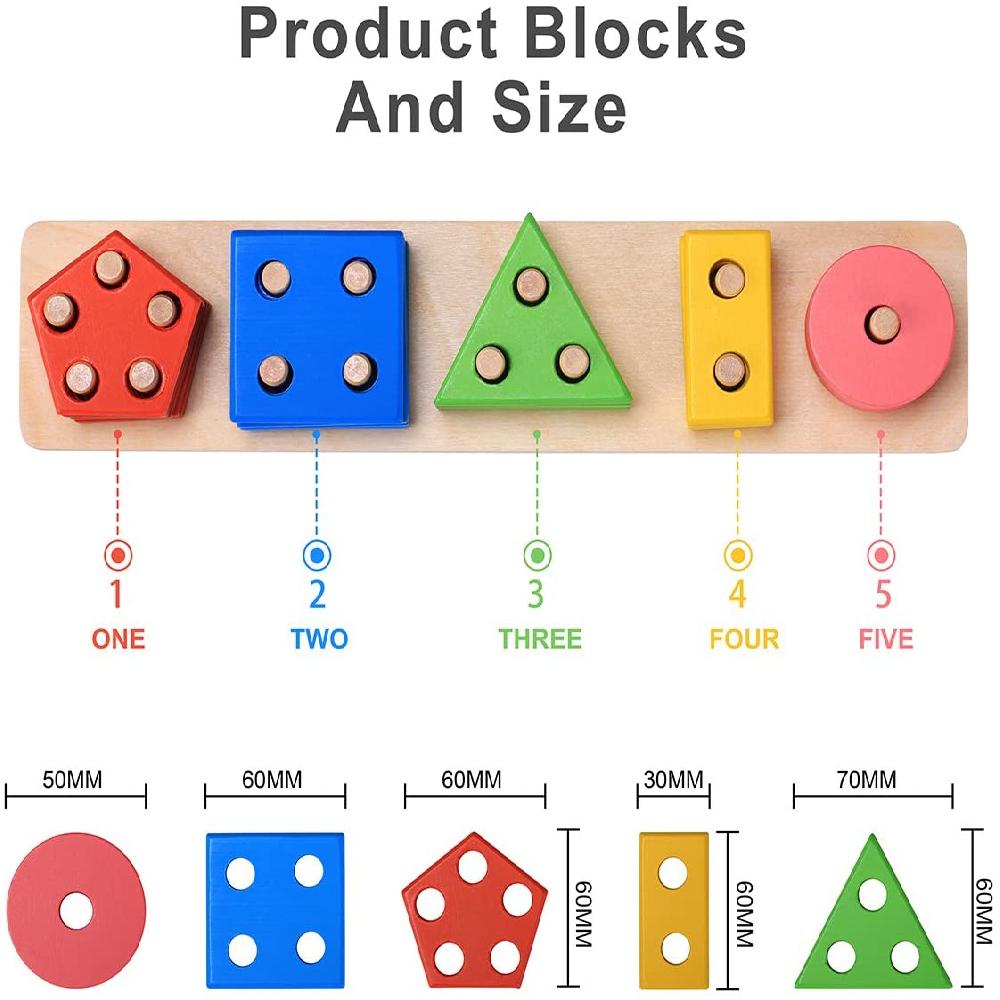 Product Blocks
And Size
1 2 3 4 5
ONE TWO THREE FOUR FIVE
50MM 60MM 60MM 30MM 70MM
60MM 60MM 60MM